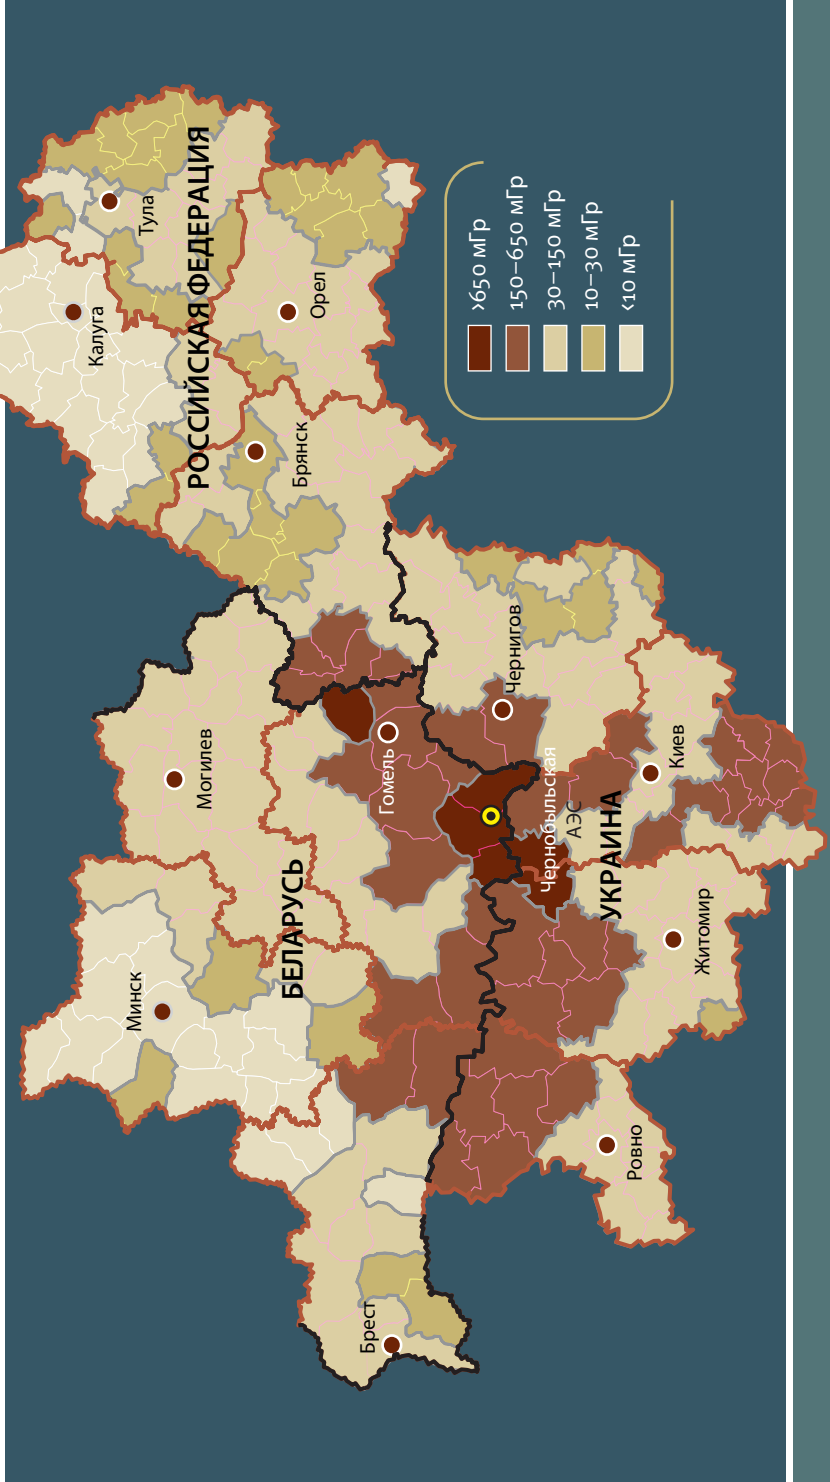 РОССИЙСКАЯ ФЕДЕРАЦИЯ
Тула
Калуга
Орел
Брянск
>650 мГр
150–650 мГр
30–150 мГр
10–30 мГр
<10 мГр
БЕЛАРУСЬ
Минск
Могилев
Гомель
Брест
УКРАИНА
Чернигов
Чернобыльская
АЭС
Киев
Житомир
Ровно